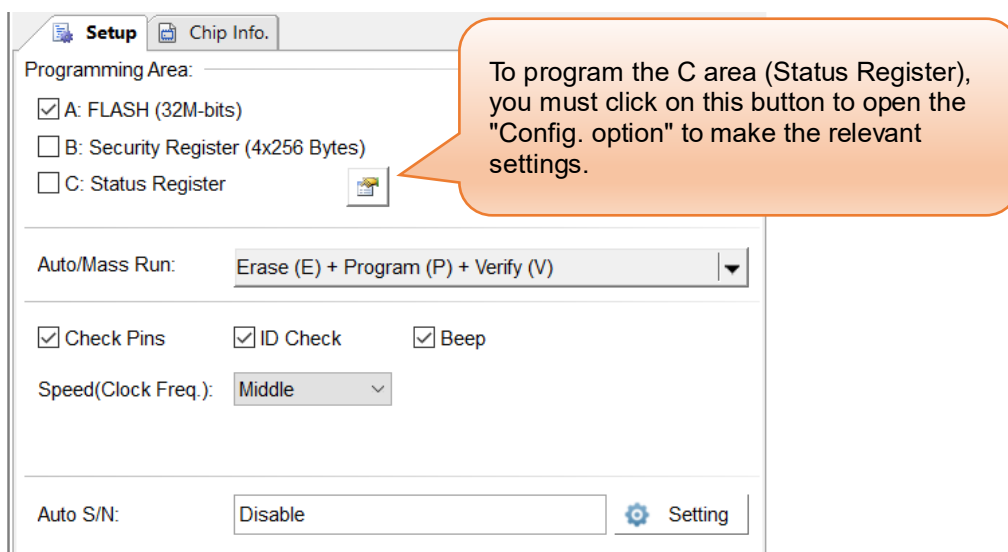 Setup Chip Info.
Programming Area:
A: FLASH (32M-bits)
B: Security Register (4x256 Bytes)
C: Status Register
To program the C area (Status Register),
you must click on this button to open the
"Config. option" to make the relevant
settings.
Auto/Mass Run: Erase (E) + Program (P) + Verify (V)
Check Pins ID Check Beep
Speed(Clock Freq.): Middle
Auto S/N: Disable Setting